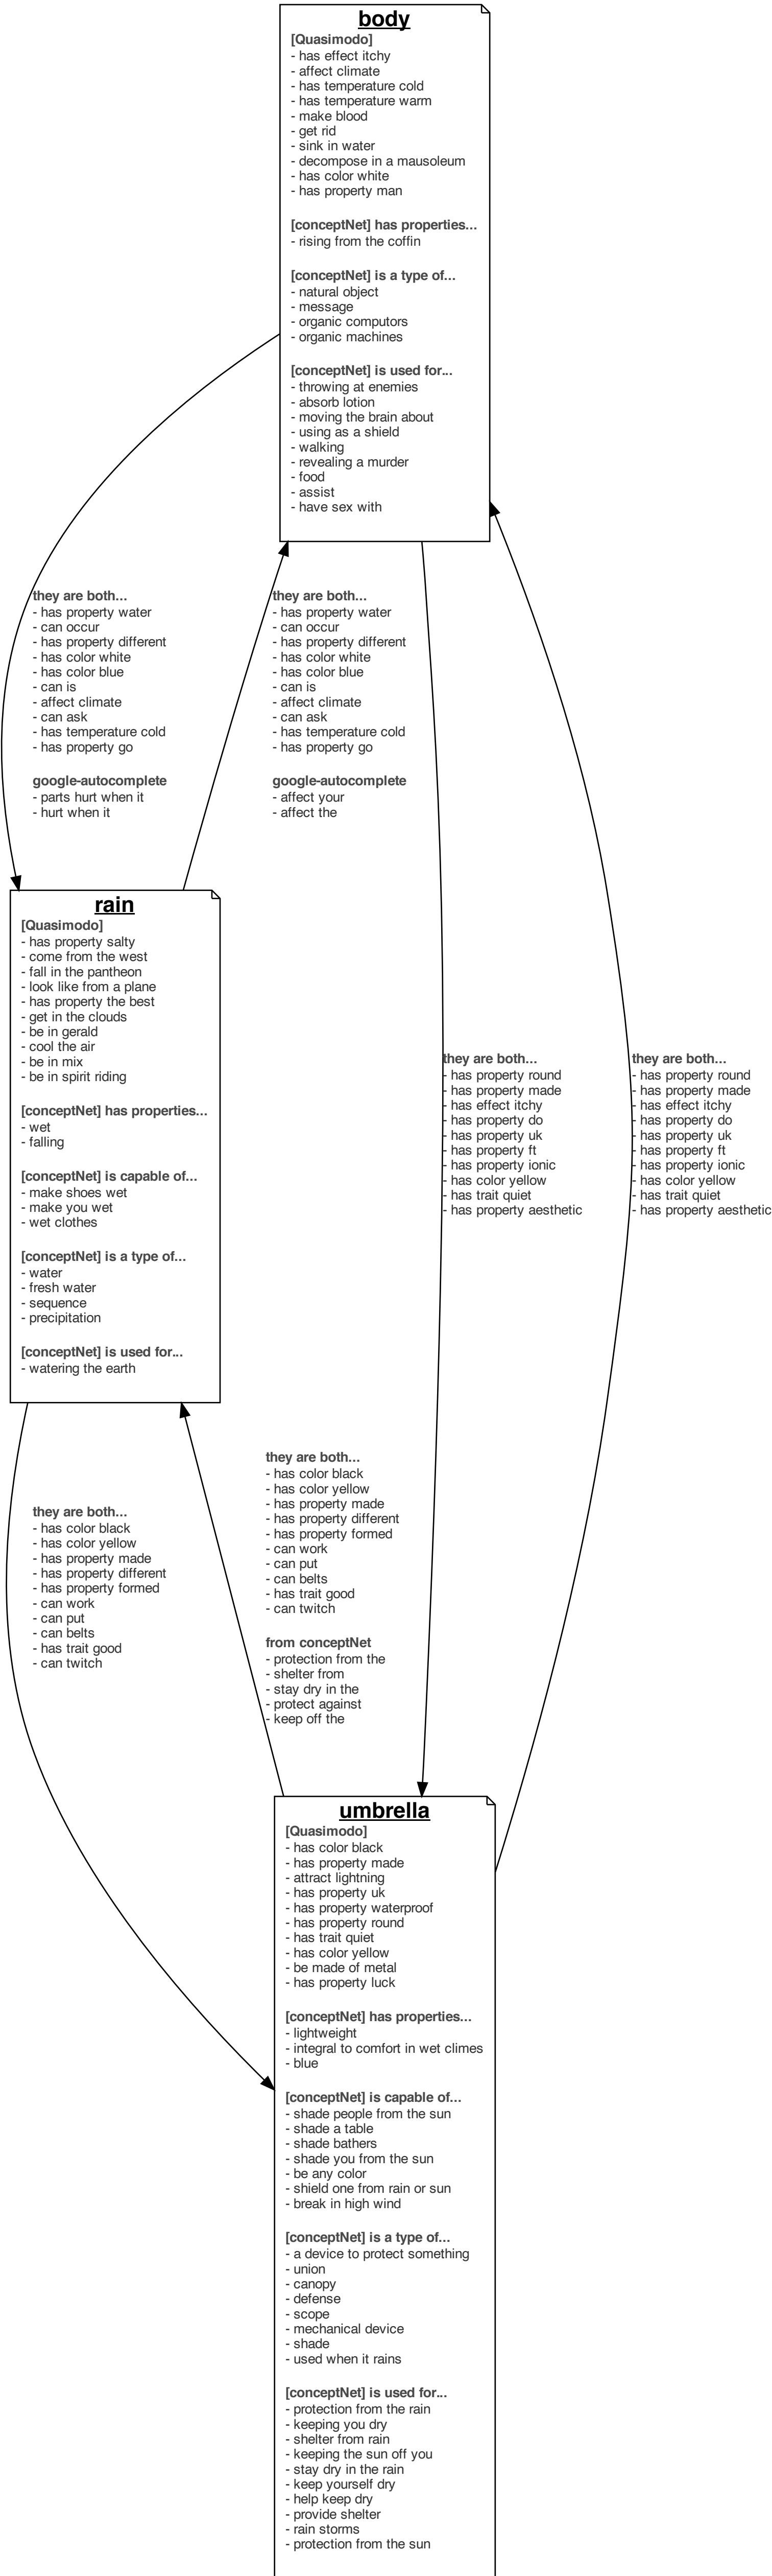 body
[Quasimodo]
- has effect itchy
- affect climate
- has temperature cold
- has temperature warm
- make blood
- get rid
- sink in water
- decompose in a mausoleum
- has color white
- has property man
[conceptNet] has properties...
- rising from the coffin
[conceptNet] is a type of...
- natural object
- message
- organic computors
- organic machines
[conceptNet] is used for...
- throwing at enemies
- absorb lotion
- moving the brain about
- using as a shield
- walking
- revealing a murder
- food
- assist
- have sex with
they are both...
- has property water
- can occur
- has property different
- has color white
- has color blue
- can is
- affect climate
- can ask
- has temperature cold
- has property go
google-autocomplete
- parts hurt when it
- hurt when it
they are both...
- has property water
- can occur
- has property different
- has color white
- has color blue
- can is
- affect climate
- can ask
- has temperature cold
- has property go
google-autocomplete
- affect your
- affect the
rain
[Quasimodo]
- has property salty
- come from the west
- fall in the pantheon
- look like from a plane
- has property the best
- get in the clouds
- be in gerald
- cool the air
- be in mix
- be in spirit riding
[conceptNet] has properties...
- wet
- falling
[conceptNet] is capable of...
- make shoes wet
- make you wet
- wet clothes
[conceptNet] is a type of...
- water
- fresh water
- sequence
- precipitation
[conceptNet] is used for...
- watering the earth
they are both...
- has property round
- has property made
- has effect itchy
- has property do
- has property uk
- has property ft
- has property ionic
- has color yellow
- has trait quiet
- has property aesthetic
they are both...
- has property round
- has property made
- has effect itchy
- has property do
- has property uk
- has property ft
- has property ionic
- has color yellow
- has trait quiet
- has property aesthetic
they are both...
- has color black
- has color yellow
- has property made
- has property different
- has property formed
- can work
- can put
- can belts
- has trait good
- can twitch
they are both...
- has color black
- has color yellow
- has property made
- has property different
- has property formed
- can work
- can put
- can belts
- has trait good
- can twitch
from conceptNet
- protection from the
- shelter from
- stay dry in the
- protect against
- keep off the
umbrella
[Quasimodo]
- has color black
- has property made
- attract lightning
- has property uk
- has property waterproof
- has property round
- has trait quiet
- has color yellow
- be made of metal
- has property luck
[conceptNet] has properties...
- lightweight
- integral to comfort in wet climes
- blue
[conceptNet] is capable of...
- shade people from the sun
- shade a table
- shade bathers
- shade you from the sun
- be any color
- shield one from rain or sun
- break in high wind
[conceptNet] is a type of...
- a device to protect something
- union
- canopy
- defense
- scope
- mechanical device
- shade
- used when it rains
[conceptNet] is used for...
- protection from the rain
- keeping you dry
- shelter from rain
- keeping the sun off you
- stay dry in the rain
- keep yourself dry
- help keep dry
- provide shelter
- rain storms
- protection from the sun